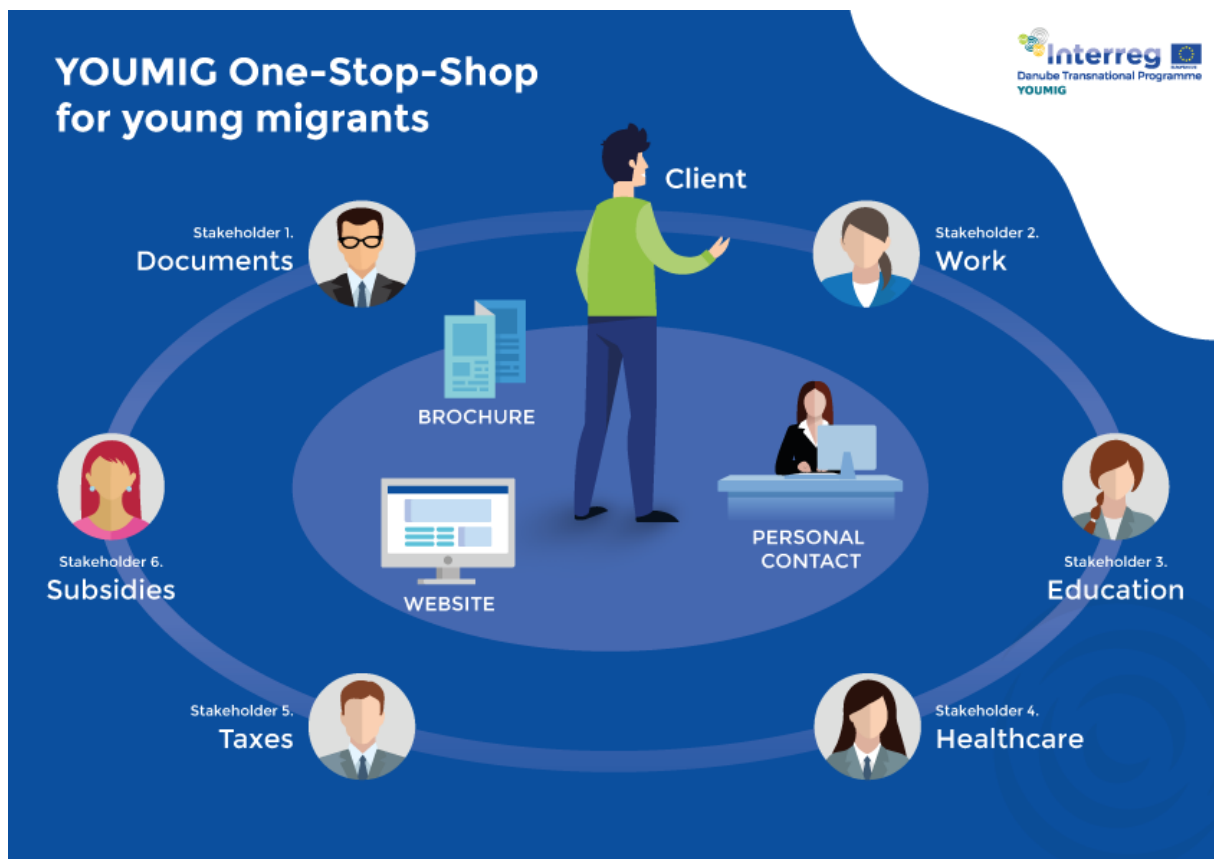 YOUMIG One-Stop-Shop
for young migrants
Interreg
Danube Transnational Programme
YOUMIG
Client
Stakeholder 1.
Documents
Stakeholder 2.
Work
BROCHURE
PERSONAL
CONTACT
WEBSITE
Stakeholder 6.
Subsidies
Stakeholder 3.
Education
Stakeholder 5.
Taxes
Stakeholder 4.
Healthcare